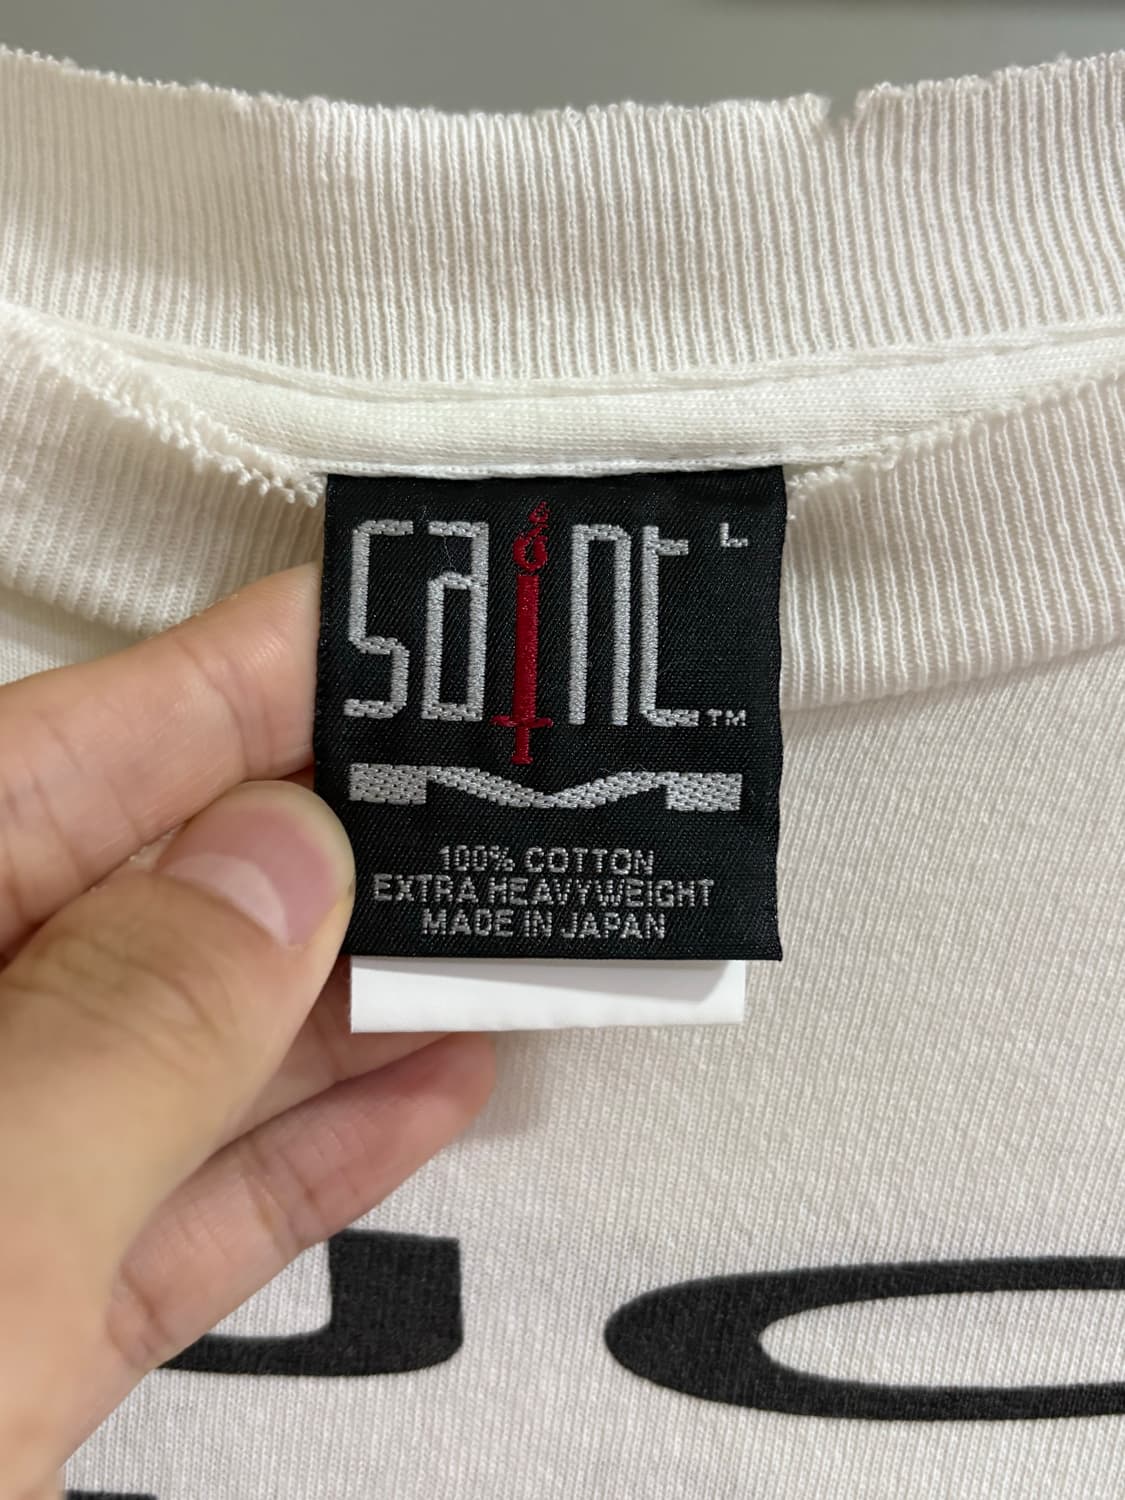 saint L
TM
100% COTTON
EXTRA HEAVYWEIGHT
MADE IN JAPAN